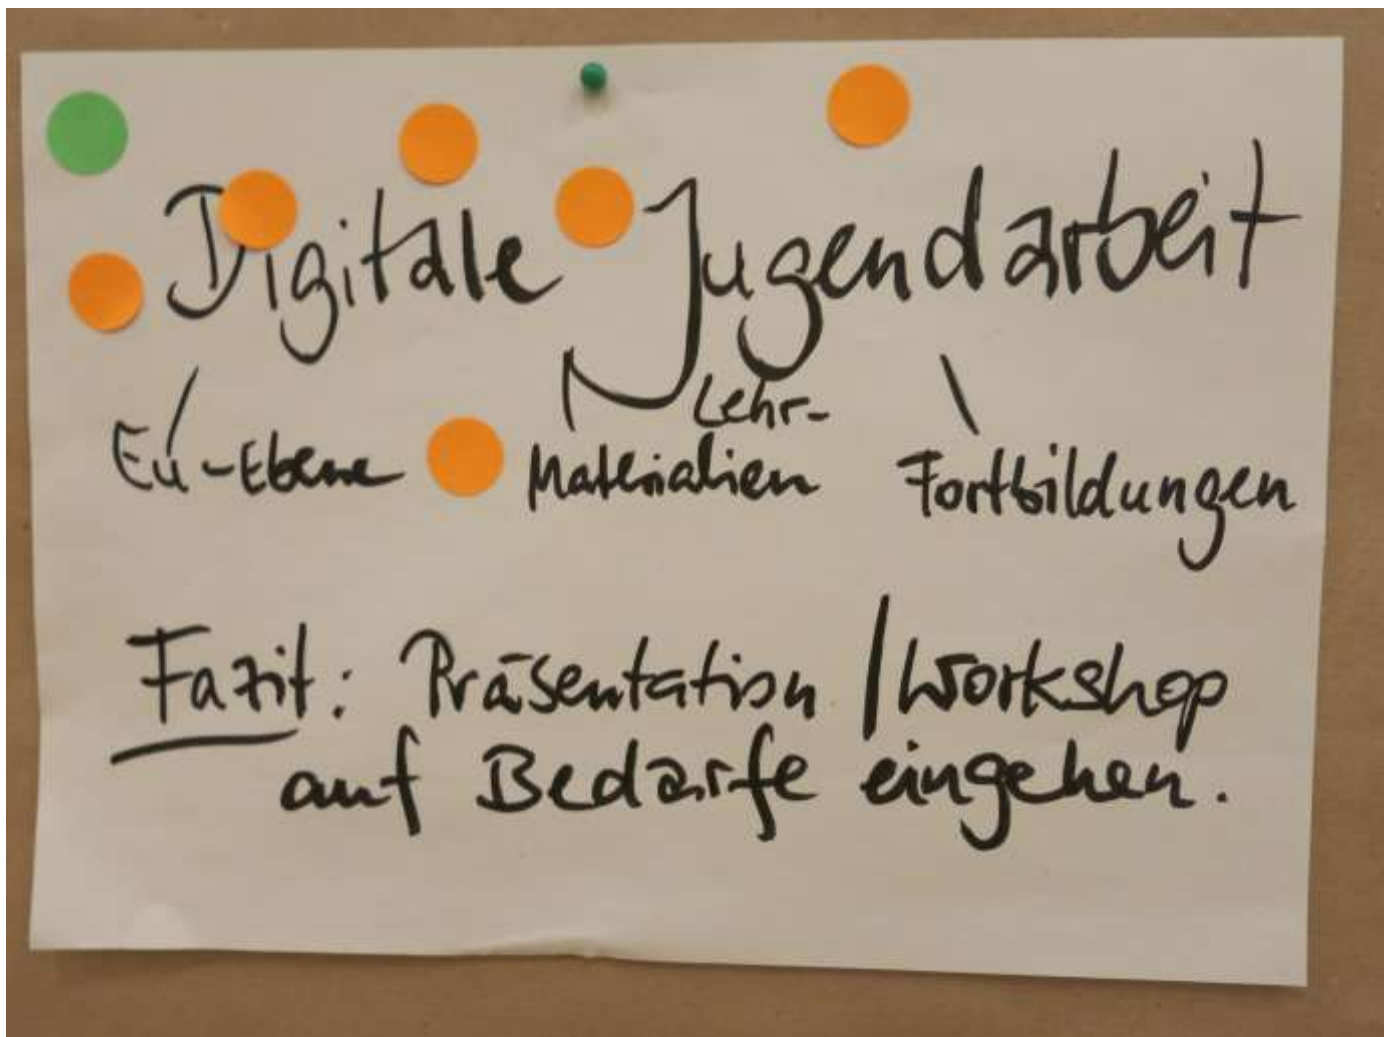 Digitale Jugendarbeit
EU-Ebene Lehr-Materialien Fortbildungen
Fazit: Präsentation / Workshop
auf Bedarfe eingehen.